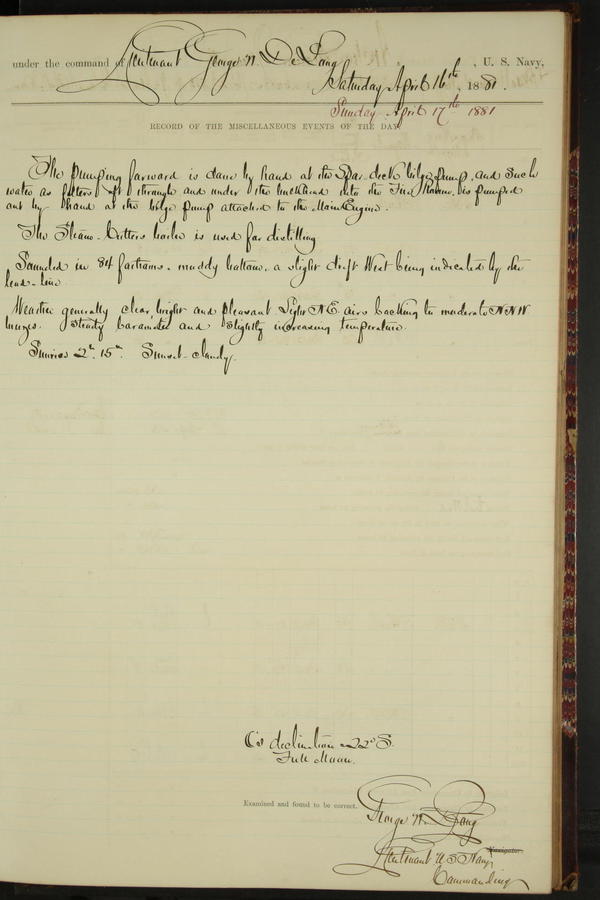 under the command of Lieutenant George W. De Long, U. S. Navy,
Saturday April 16th, 1881.
Sunday April 17th 1881
RECORD OF THE MISCELLANEOUS EVENTS OF THE DAY.
The pumping forward is done by hand at the Spar deck bilge pump, and such
water as filters aft through and under the bulkhead into the Fire Room is pumped
out by hand at the bilge pump attached to the Main Engine.
The Steam-Cutters boiler is used for distilling
Sounded in 84 fathoms. muddy bottom. a slight drift West being indicated by the
lead-line.
Weather generally clear, bright and pleasant Light N.E. airs backing to moderate N N W
breezes. Steady barometer and slightly increasing temperature.
Sunrise 2h. 15m. Sunset- cloudy.
declination 22° S.
Full Moon.
Examined and found to be correct.
George W. De Long
Lieutenant U S Navy Navigator.
Commanding